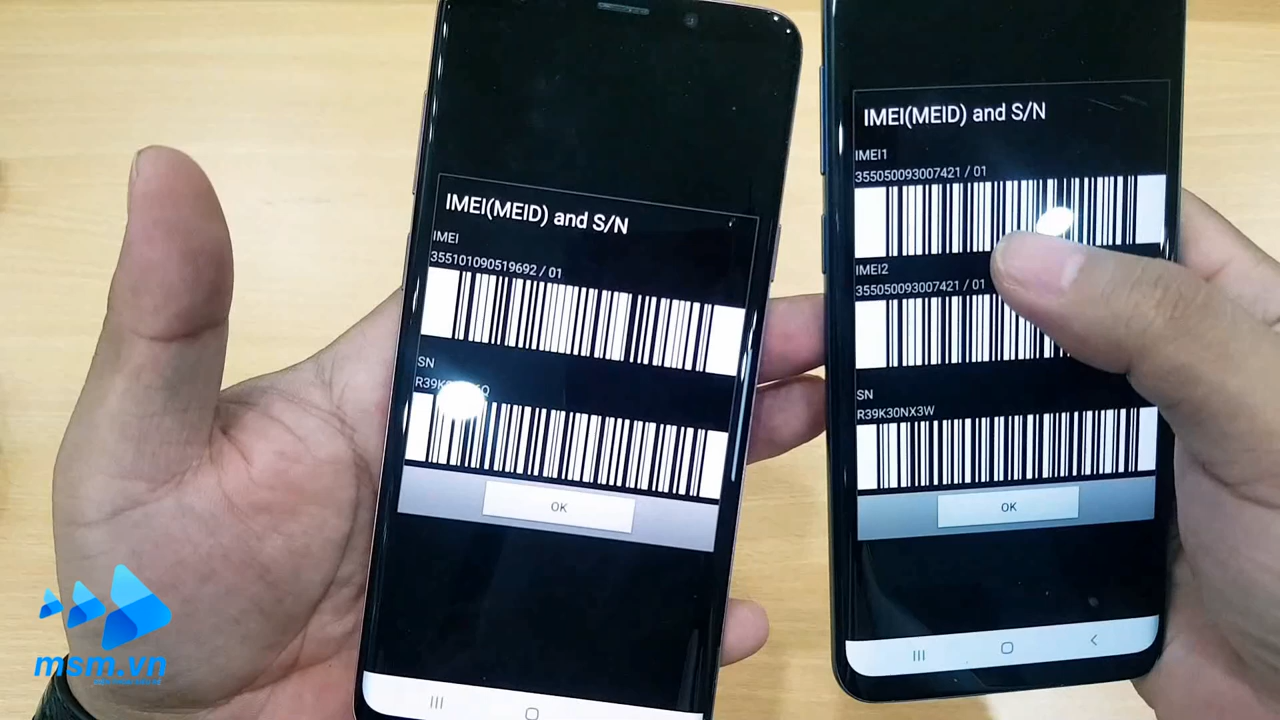 IMEI(MEID) and S/N
IMEI
355101090519692 / 01
SN
OK
IMEI(MEID) and S/N
IMEI1
355050093007421 / 01
IMEI2
355050093007421 / 01
SN
R39K30NX3W
OK
msm.vn